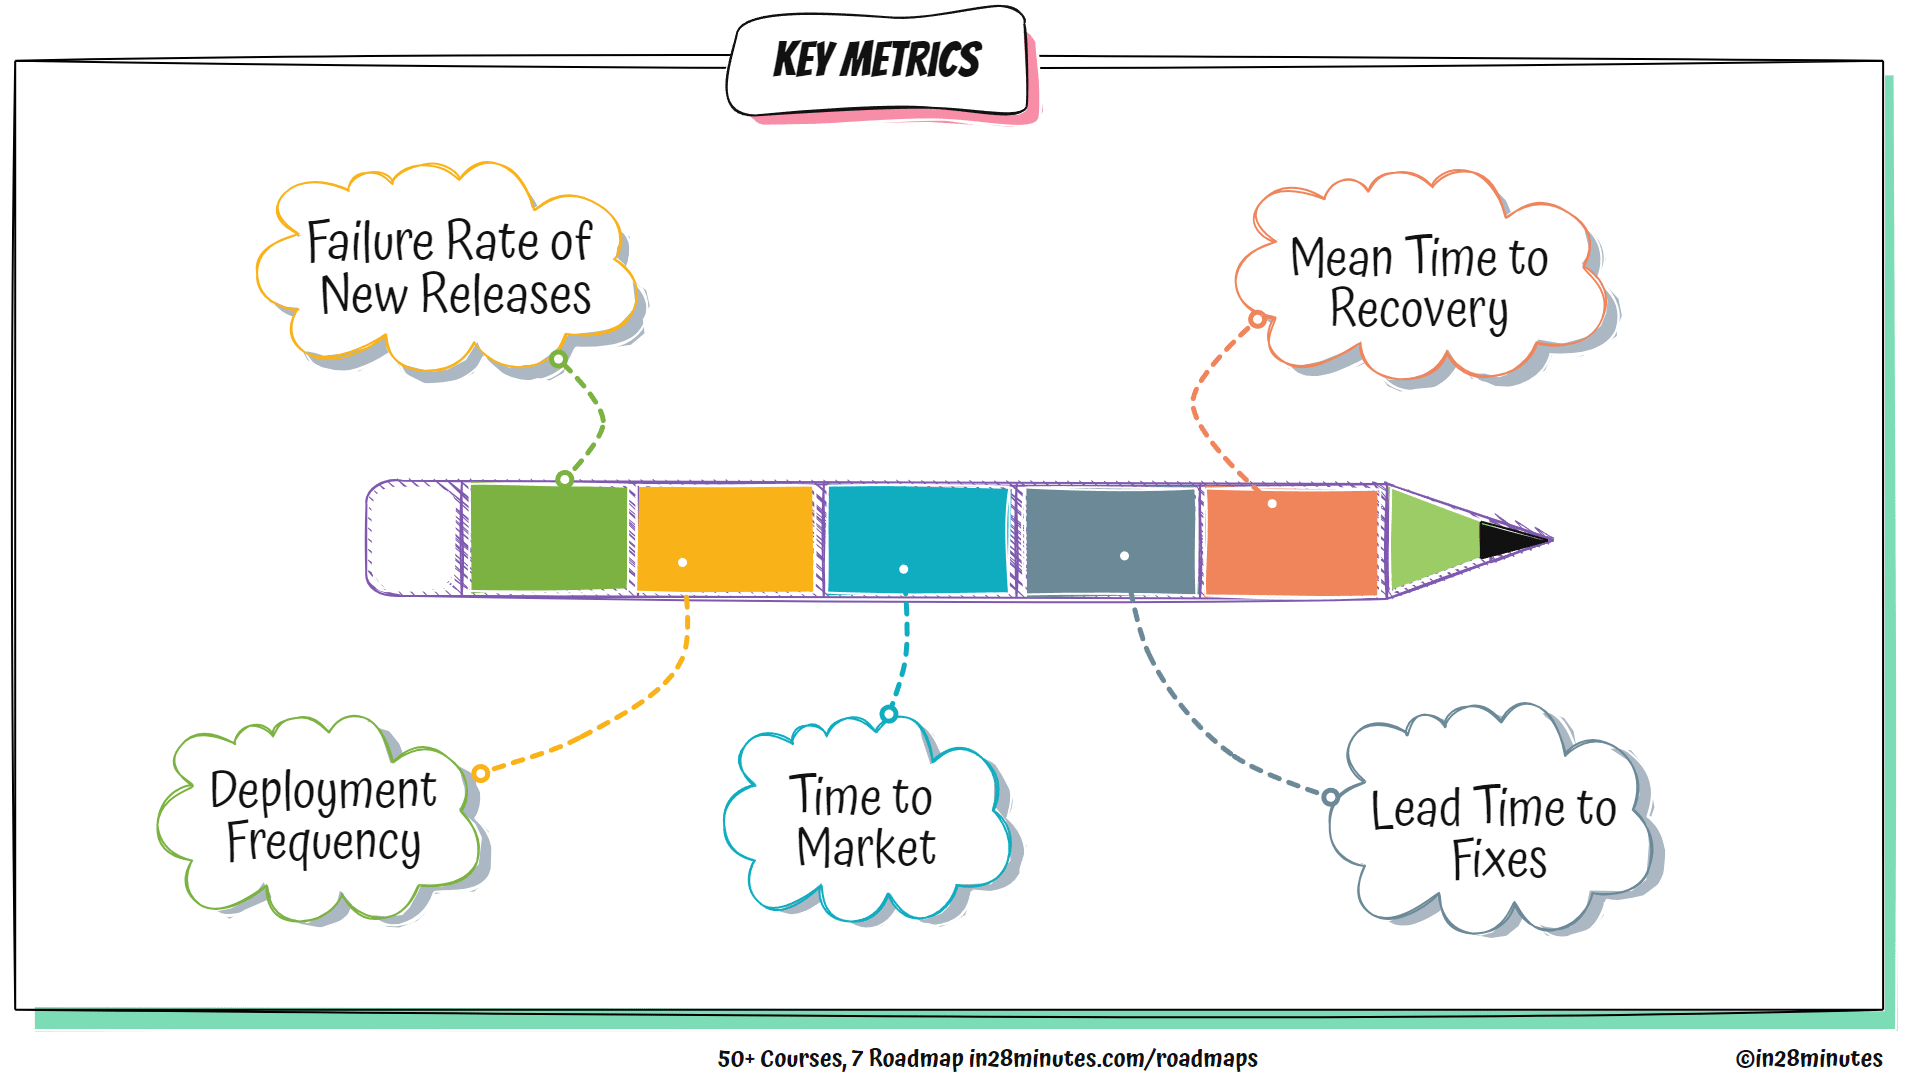 KEY METRICS
Failure Rate of
New Releases
Mean Time to
Recovery
Deployment
Frequency
Time to
Market
Lead Time to
Fixes
50+ Courses, 7 Roadmap in28minutes.com/roadmaps
©in28minutes